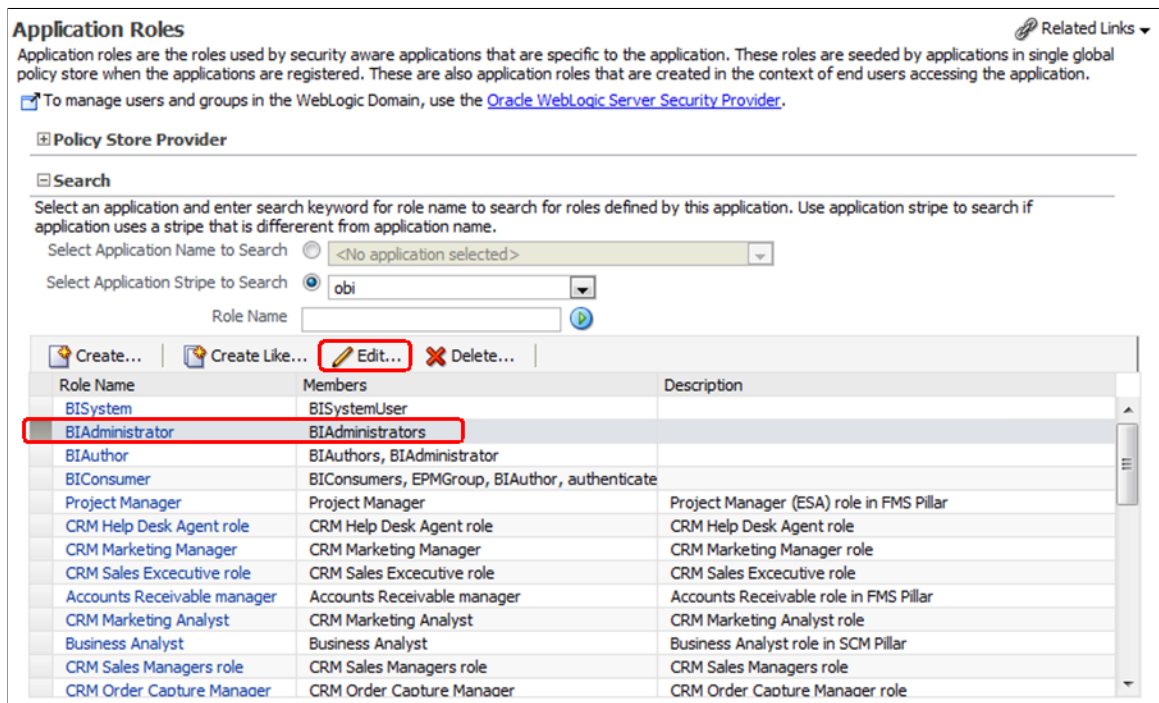 Application Roles
Related Links
Application roles are the roles used by security aware applications that are specific to the application. These roles are seeded by applications in single global
policy store when the applications are registered. These are also application roles that are created in the context of end users accessing the application.
To manage users and groups in the WebLogic Domain, use the Oracle WebLogic Server Security Provider.
Policy Store Provider
Search
Select an application and enter search keyword for role name to search for roles defined by this application. Use application stripe to search if
application uses a stripe that is differerent from application name.
Select Application Name to Search <No application selected>
Select Application Stripe to Search obi
Role Name
Create... Create Like... Edit... Delete...
Role Name Members Description
BISystem BISystemUser
BIAdministrator BIAdministrators
BIAuthor BIAuthors, BIAdministrator
BIConsumer BIConsumers, EPMGroup, BIAuthor, authenticate
Project Manager Project Manager Project Manager (ESA) role in FMS Pillar
CRM Help Desk Agent role CRM Help Desk Agent role CRM Help Desk Agent role
CRM Marketing Manager CRM Marketing Manager CRM Marketing Manager role
CRM Sales Excecutive role CRM Sales Excecutive role CRM Sales Excecutive role
Accounts Receivable manager Accounts Receivable manager Accounts Receivable role in FMS Pillar
CRM Marketing Analyst CRM Marketing Analyst CRM Marketing Analyst role
Business Analyst Business Analyst Business Analyst role in SCM Pillar
CRM Sales Managers role CRM Sales Managers role CRM Sales Managers role
CRM Order Capture Manager CRM Order Capture Manager CRM Order Capture Manager role